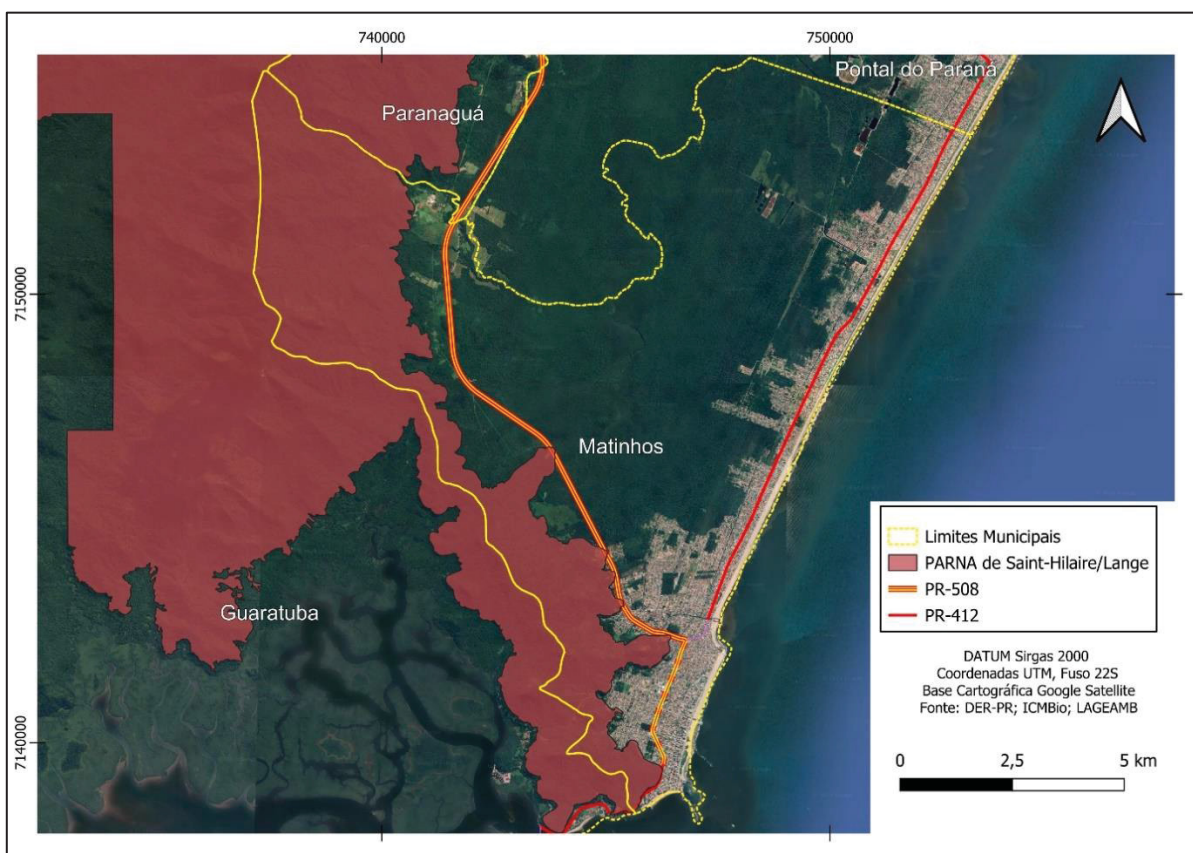 740000
750000
Pontal do Paraná
Paranaguá
7150000
Matinhos
Guaratuba
7140000
Limites Municipais
PARNA de Saint-Hilaire/Lange
PR-508
PR-412
DATUM Sirgas 2000
Coordenadas UTM, Fuso 22S
Base Cartográfica Google Satellite
Fonte: DER-PR; ICMBio; LAGEAMB
0 2,5 5 km